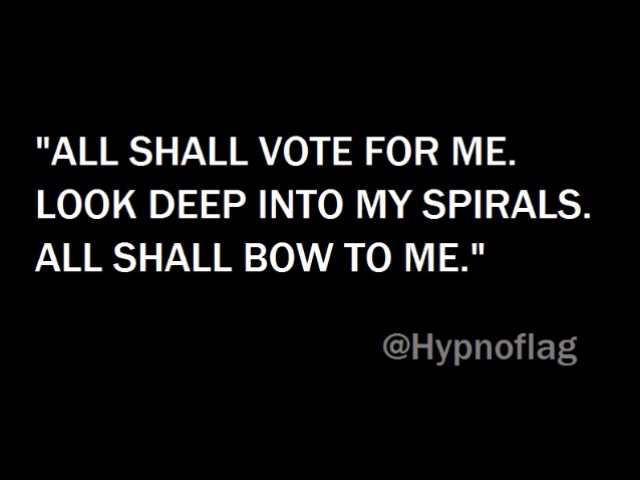 "ALL SHALL VOTE FOR ME.
LOOK DEEP INTO MY SPIRALS.
ALL SHALL BOW TO ME."
@Hypnoflag